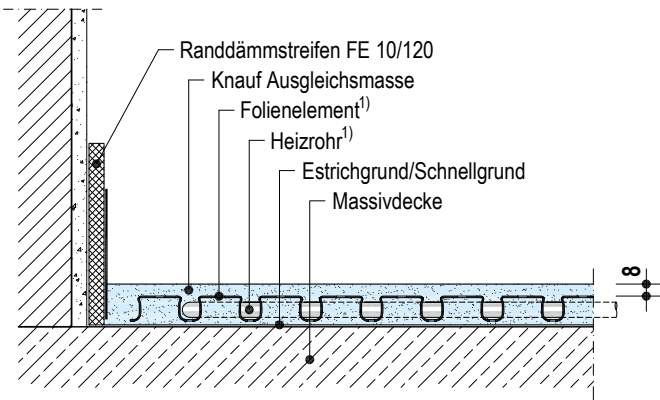 Randdämmstreifen FE 10/120
Knauf Ausgleichsmasse
Folienelement1)
Heizrohr1)
Estrichgrund/Schnellgrund
Massivdecke
8